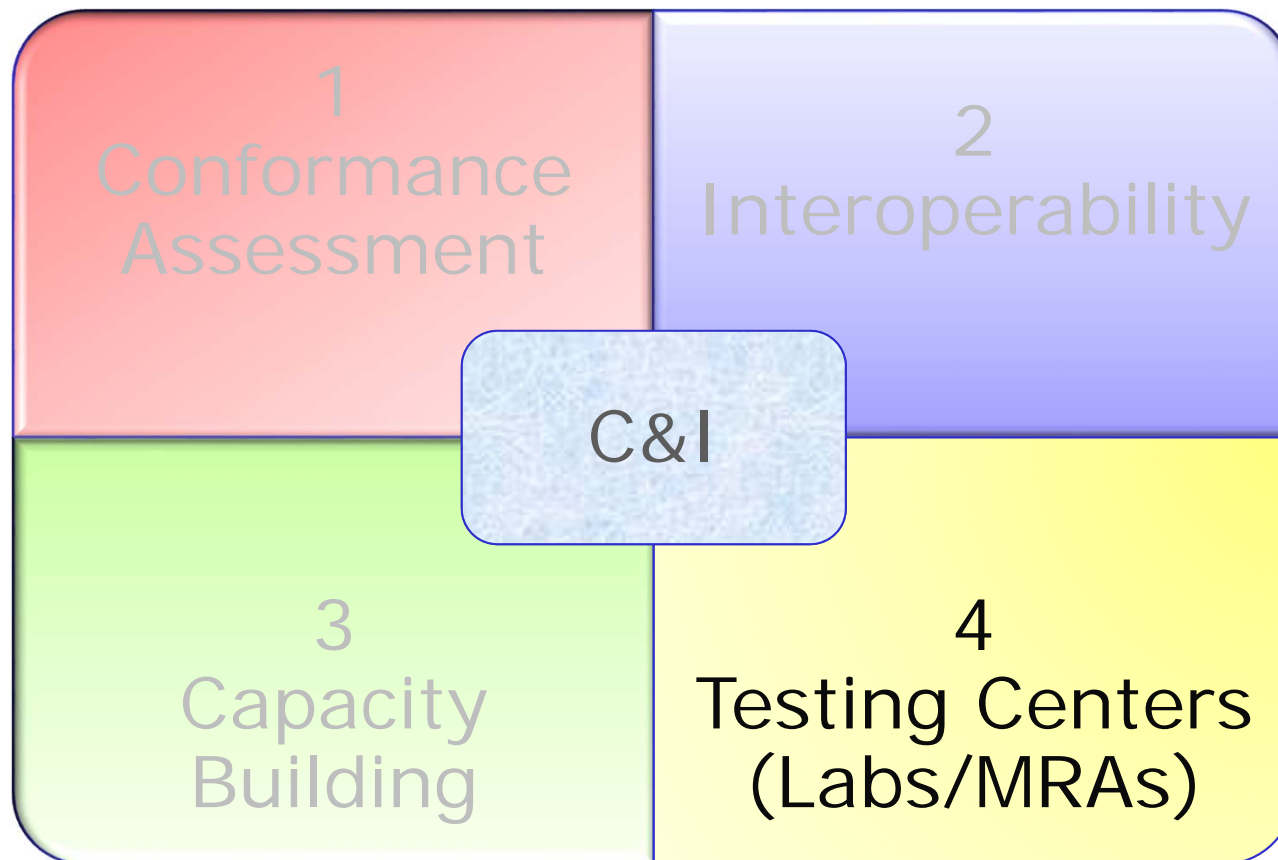 1
Conformance
Assessment
2
Interoperability
C&I
3
Capacity
Building
4
Testing Centers
(Labs/MRAs)